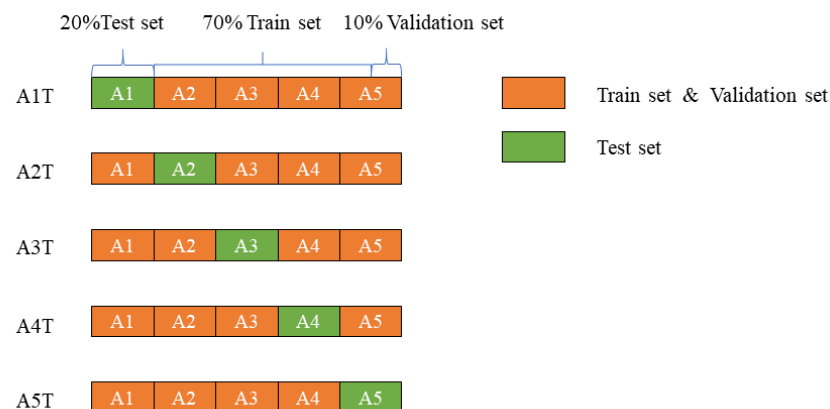 20%Test set 70% Train set 10% Validation set
A1T A1 A2 A3 A4 A5 Train set & Validation set
Test set
A2T A1 A2 A3 A4 A5
A3T A1 A2 A3 A4 A5
A4T A1 A2 A3 A4 A5
A5T A1 A2 A3 A4 A5